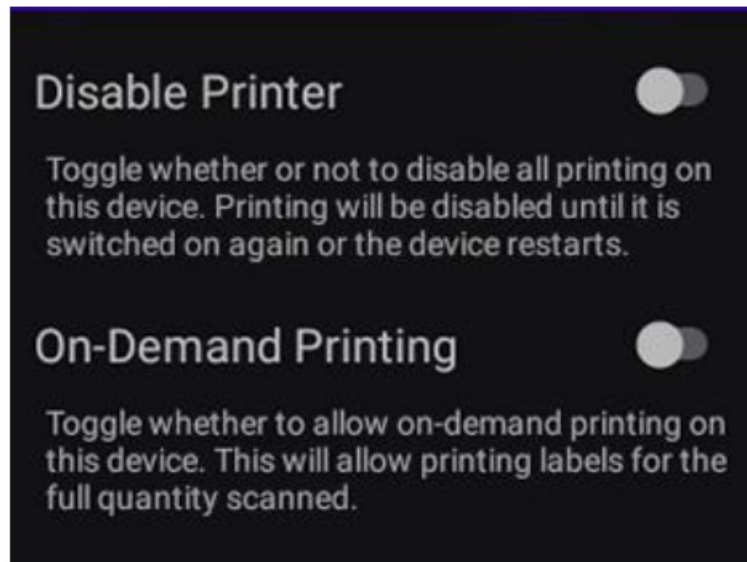 Disable Printer
Toggle whether or not to disable all printing on
this device. Printing will be disabled until it is
switched on again or the device restarts.
On-Demand Printing
Toggle whether to allow on-demand printing on
this device. This will allow printing labels for the
full quantity scanned.